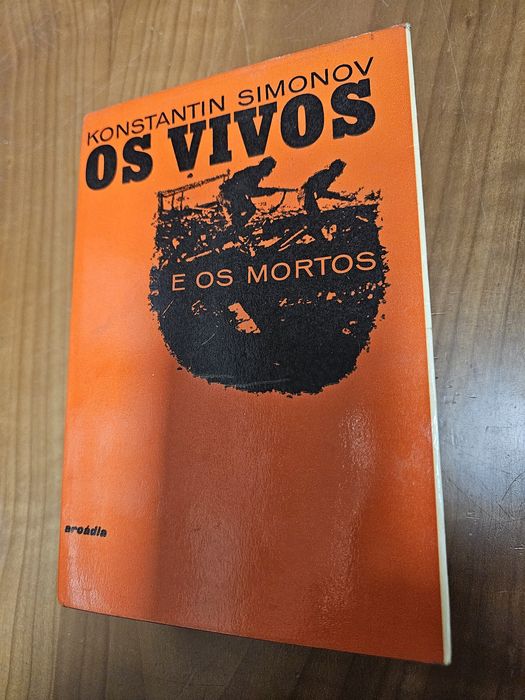 KONSTANTIN SIMONOV
OS VIVOS
E OS MORTOS
arcádia